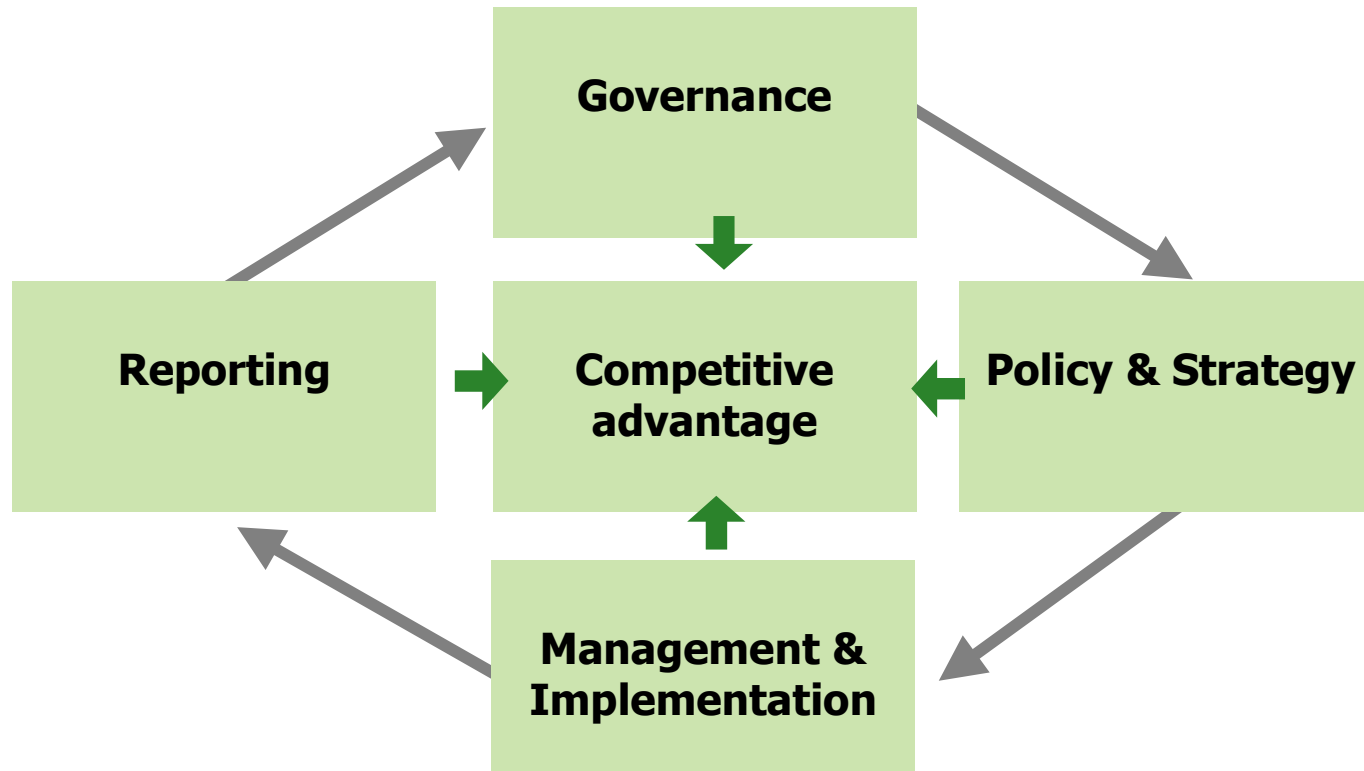 Governance
Reporting
Competitive
advantage
Policy & Strategy
Management &
Implementation